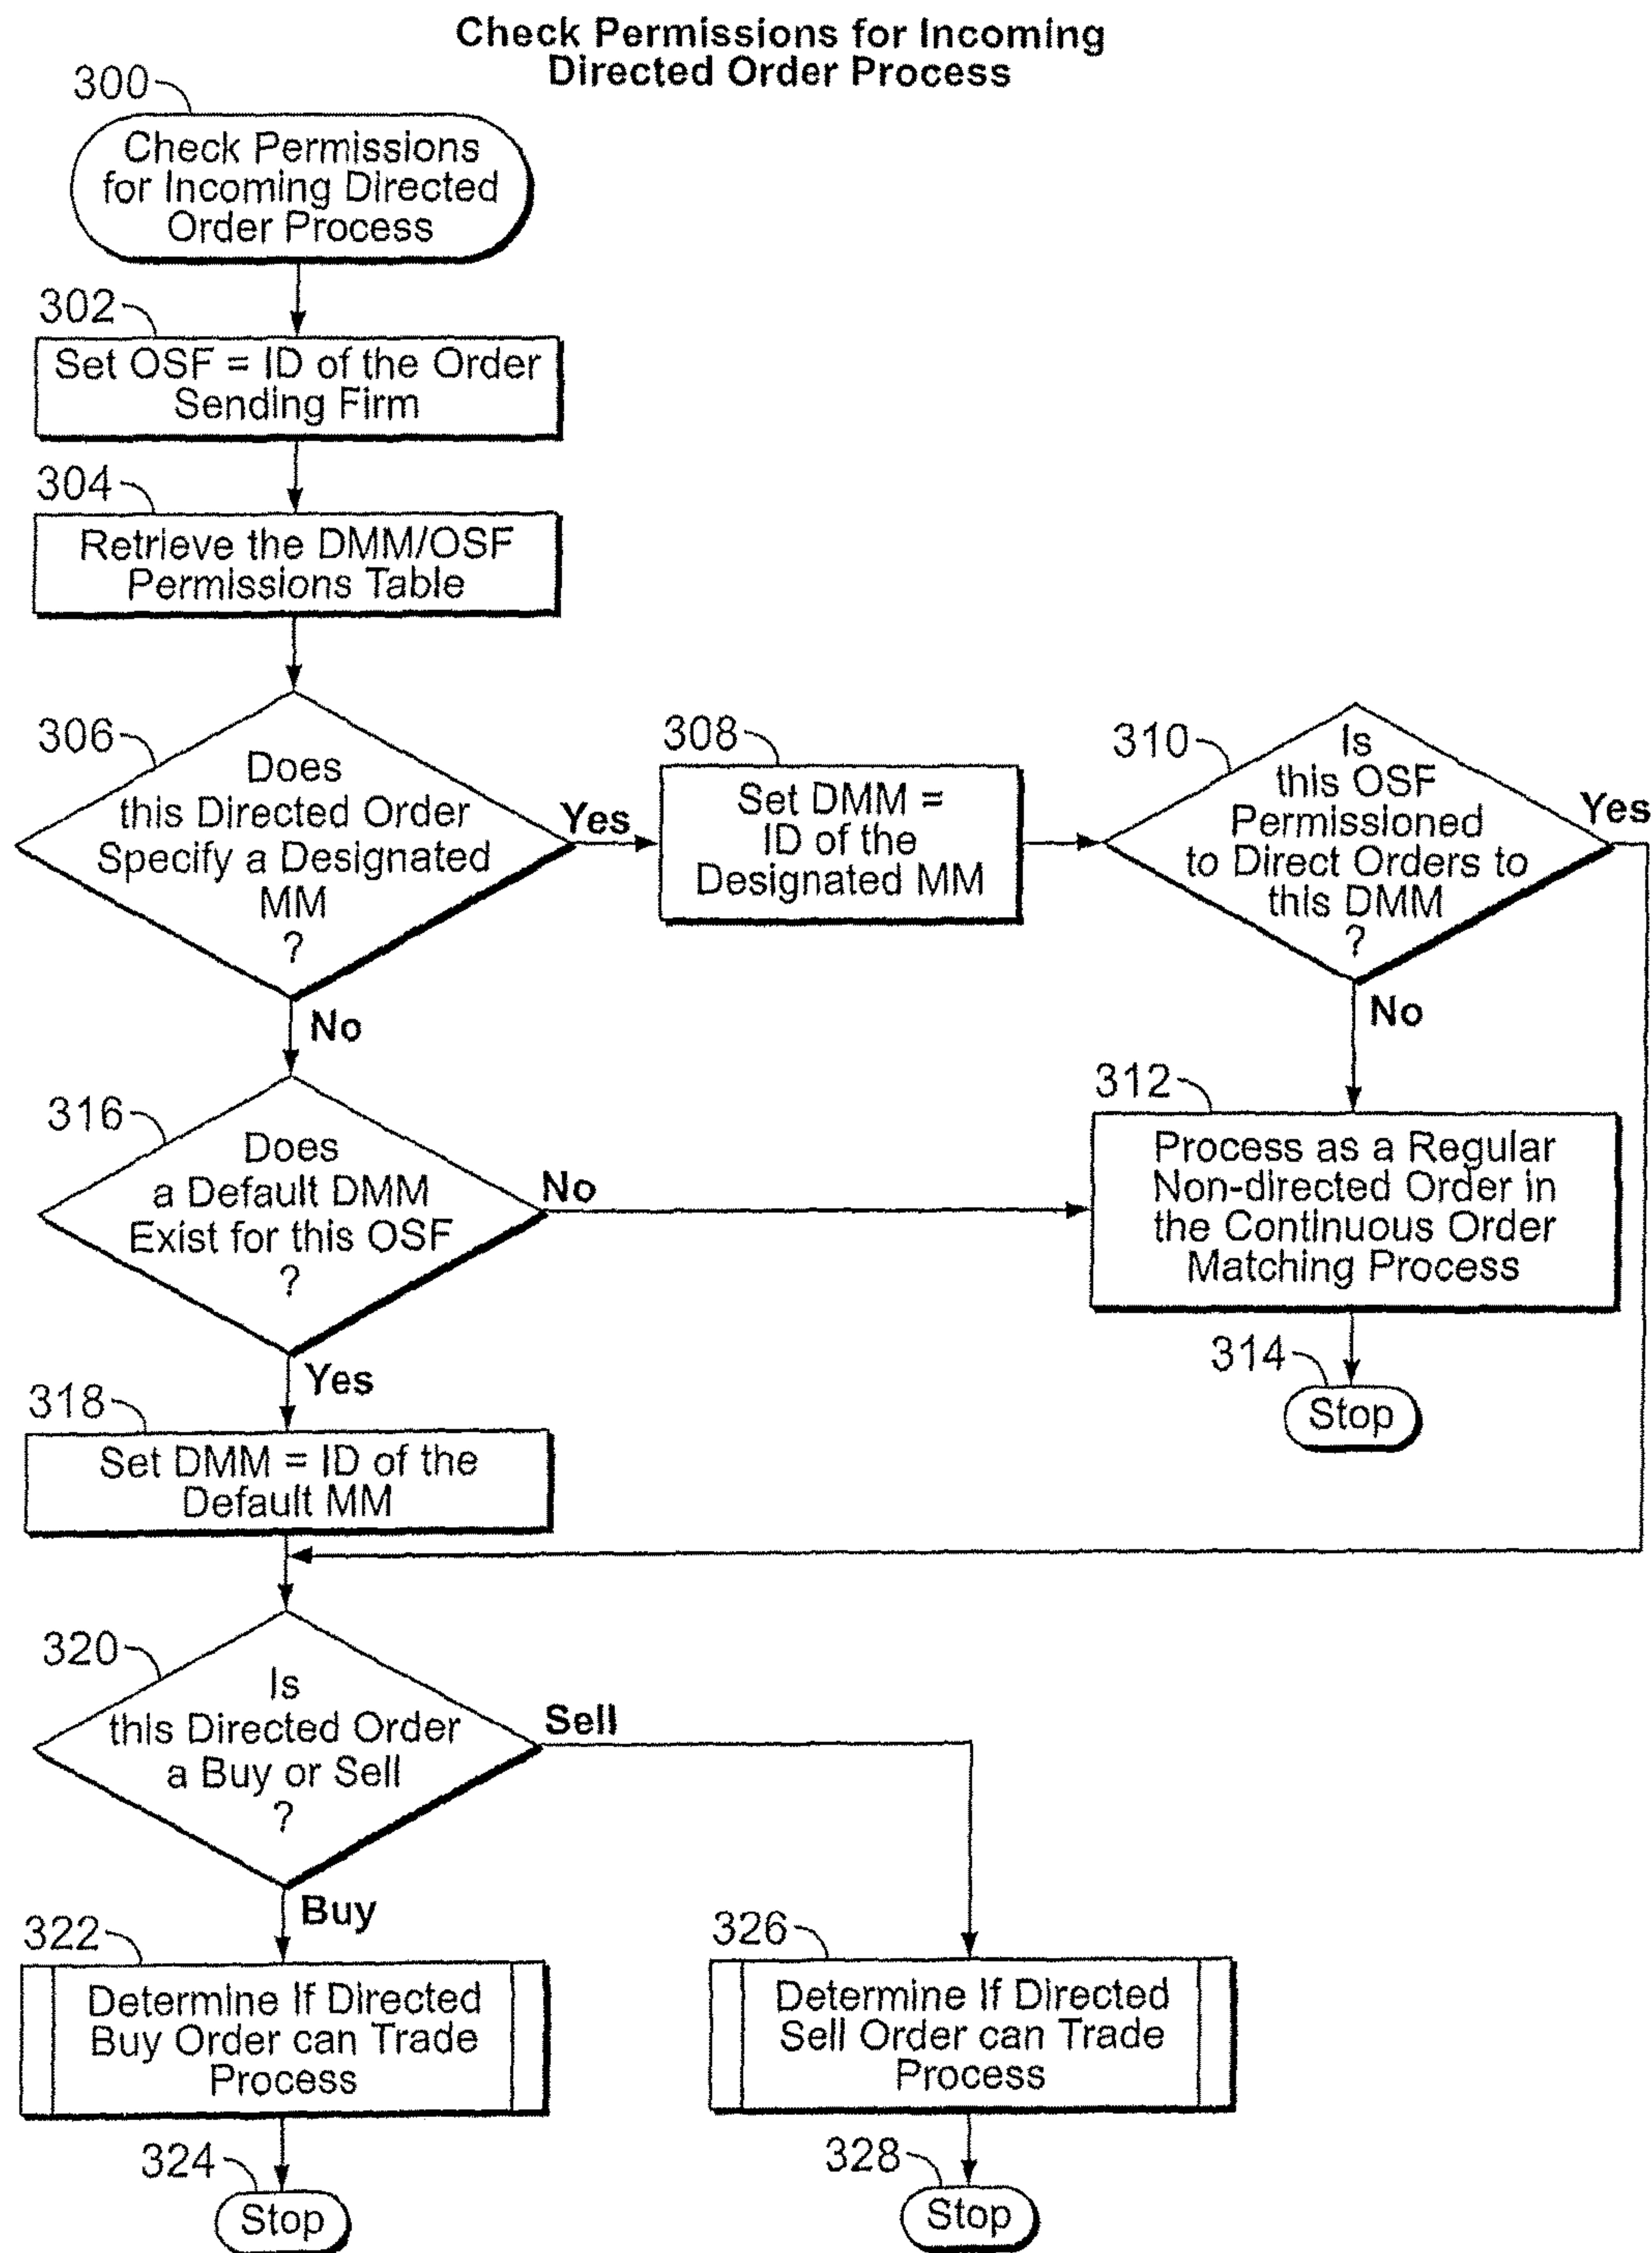 Check Permissions for Incoming
Directed Order Process
300
Check Permissions
for Incoming Directed
Order Process
302
Set OSF = ID of the Order
Sending Firm
304
Retrieve the DMM/OSF
Permissions Table
306
Does
this Directed Order
Specify a Designated
MM
?
Yes
308
Set DMM =
ID of the
Designated MM
310
Is
this OSF
Permissioned
to Direct Orders to
this DMM
?
Yes
No
No
312
Process as a Regular
Non-directed Order in
the Continuous Order
Matching Process
314
Stop
316
Does
a Default DMM
Exist for this OSF
?
No
Yes
318
Set DMM = ID of the
Default MM
320
Is
this Directed Order
a Buy or Sell
?
Sell
Buy
322
Determine If Directed
Buy Order can Trade
Process
324
Stop
326
Determine If Directed
Sell Order can Trade
Process
328
Stop